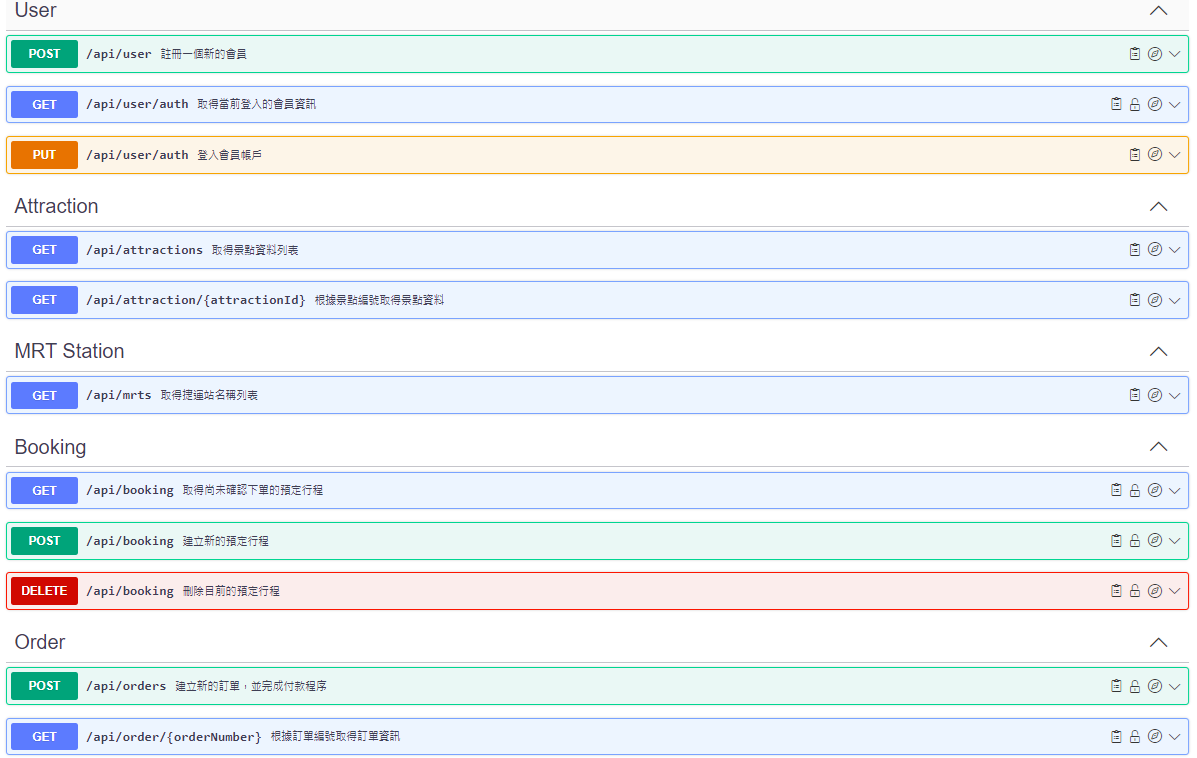 User
POST /api/user 註冊一個新的會員
GET /api/user/auth 取得當前登入的會員資訊
PUT /api/user/auth 登入會員帳戶
Attraction
GET /api/attractions 取得景點資料列表
GET /api/attraction/{attractionId} 根據景點編號取得景點資料
MRT Station
GET /api/mrts 取得捷運站名稱列表
Booking
GET /api/booking 取得尚未確認下單的預定行程
POST /api/booking 建立新的預定行程
DELETE /api/booking 刪除目前的預定行程
Order
POST /api/orders 建立新的訂單，並完成付款程序
GET /api/order/{orderNumber} 根據訂單編號取得訂單資訊